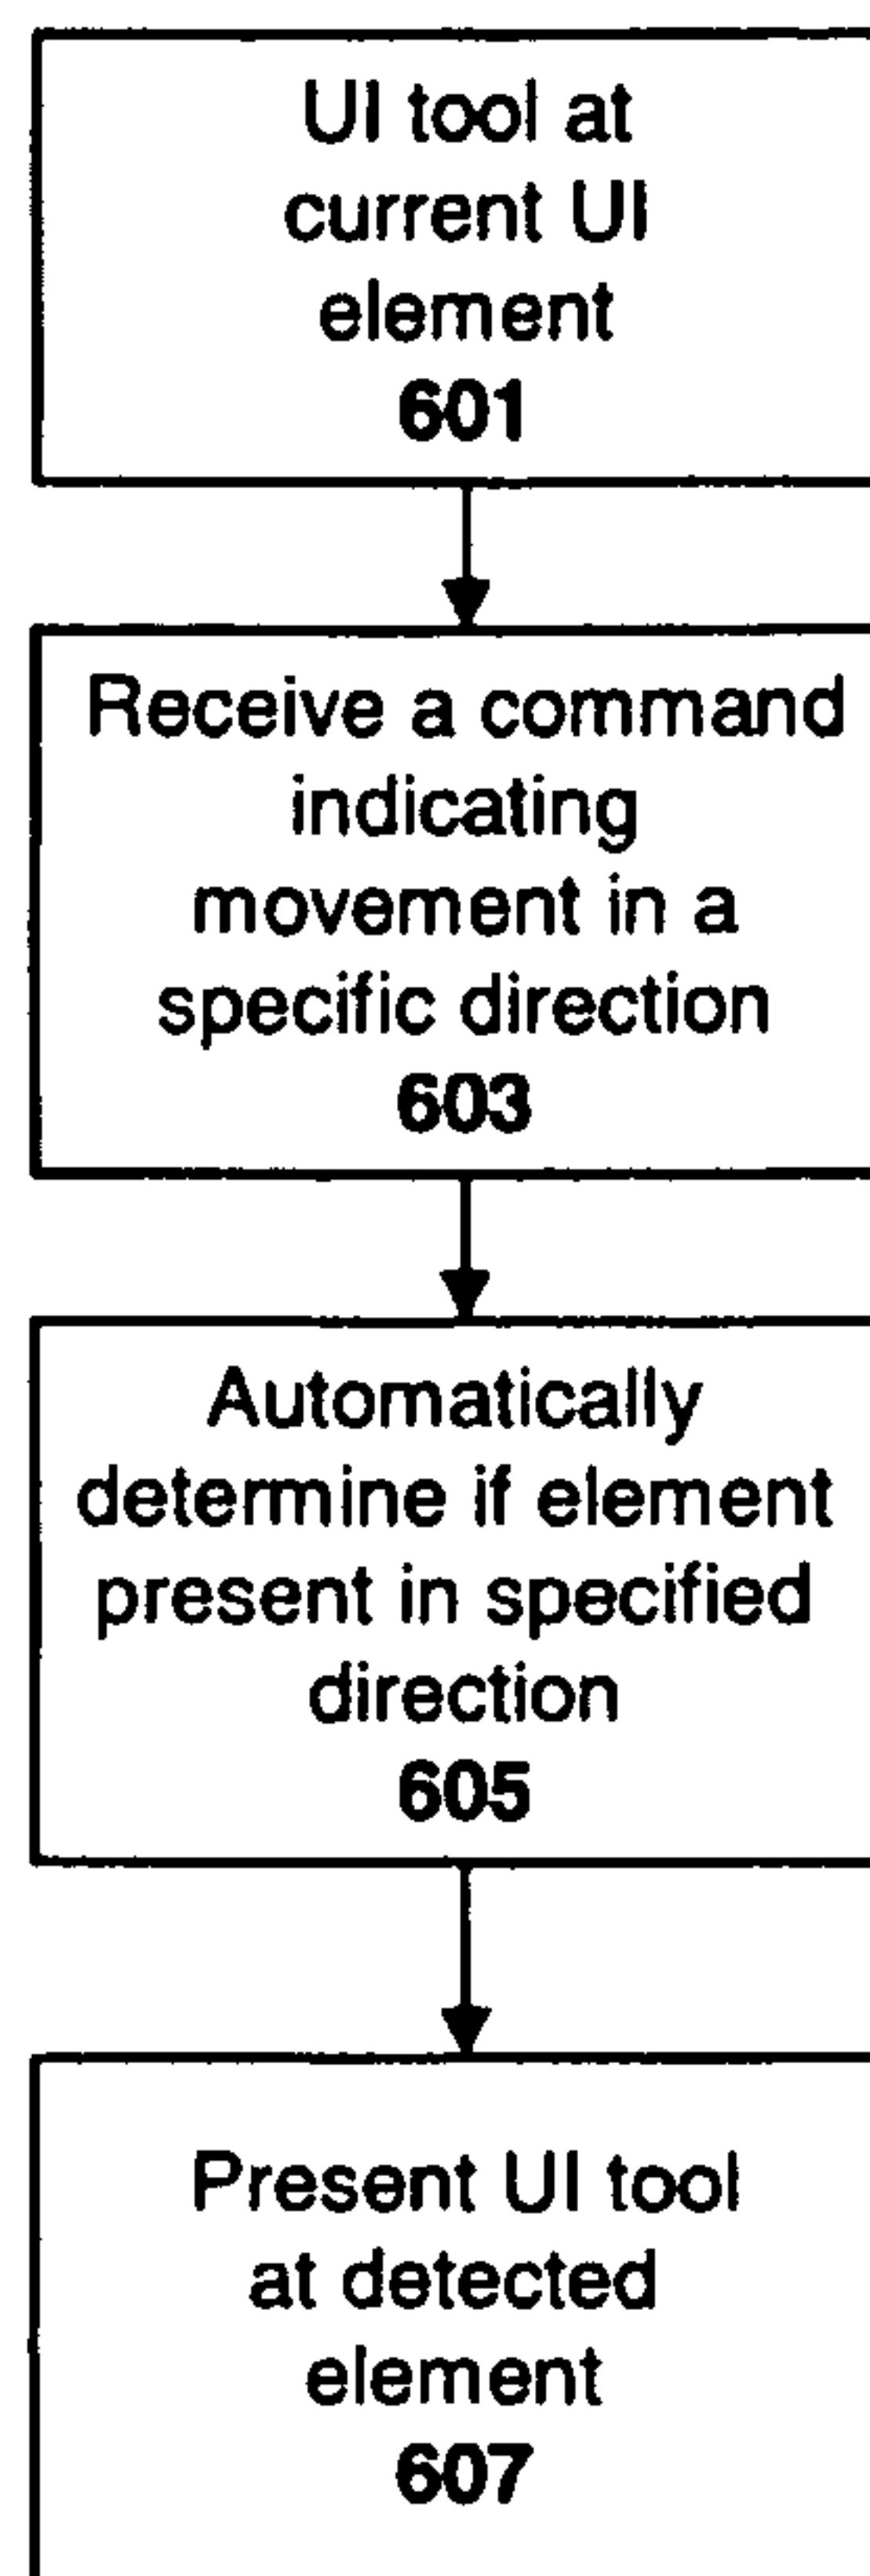 UI tool at
current UI
element
601
Receive a command
indicating
movement in a
specific direction
603
Automatically
determine if element
present in specified
direction
605
Present UI tool
at detected
element
607